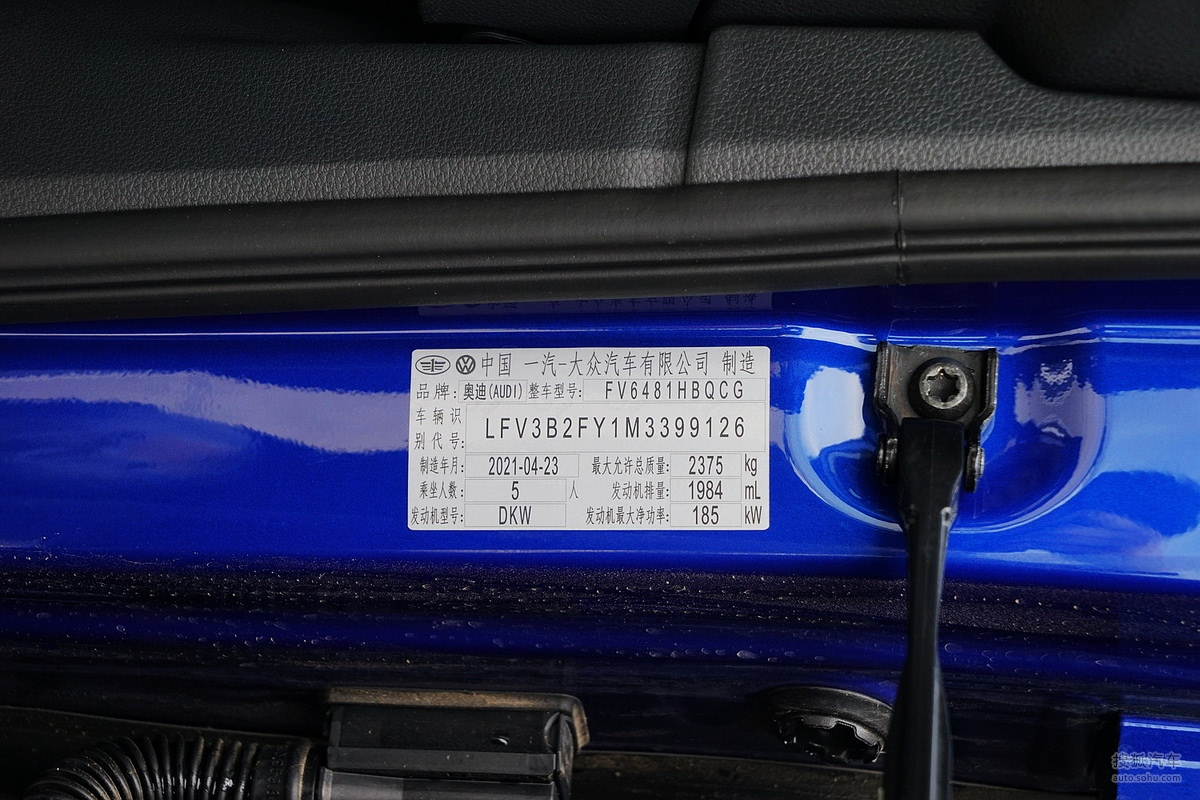 中国 一汽-大众汽车有限公司 制造
品牌: 奥迪(AUDI) 整车型号: FV6481HBQCG
车辆识别代号: LFV3B2FY1M3399126
制造年月: 2021-04-23 最大允许总质量: 2375 kg
乘坐人数: 5 人 发动机排量: 1984 mL
发动机型号: DKW 发动机最大净功率: 185 kW
搜狐汽车
auto.sohu.com